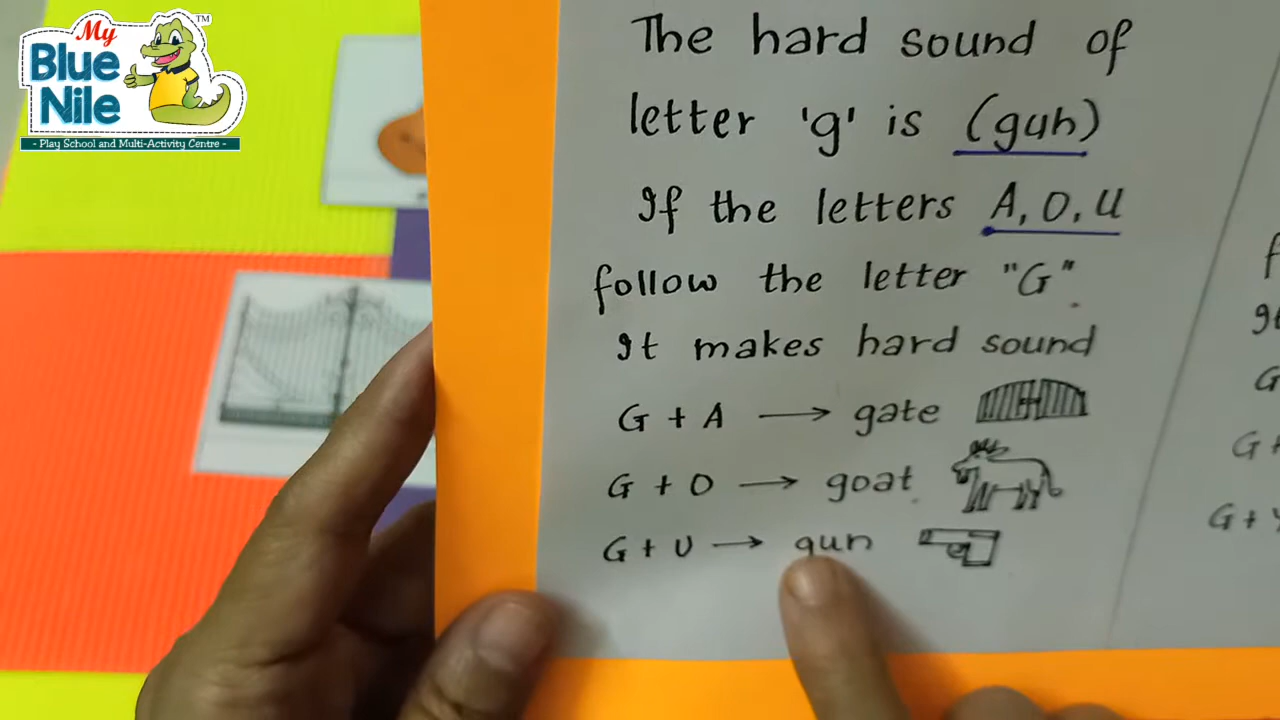 My
Blue
Nile
TM
- Play School and Multi-Activity Centre -
The hard sound of
letter 'g' is (guh)
If the letters A, O, U
follow the letter "G".
It makes hard sound
G + A → gate
G + O → goat
G + U → gun